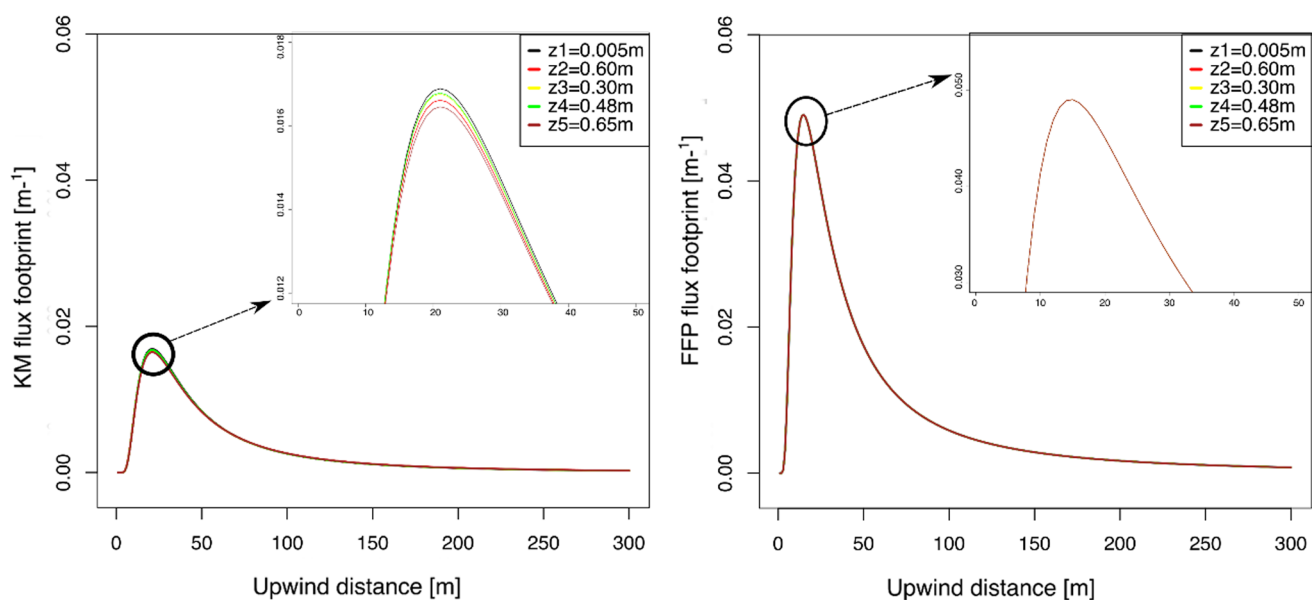 KM flux footprint [m-¹]
0.06
0.04
0.02
0.00
0.018
0.016
0.014
0.012
0
10
20
30
40
50
z1=0.005m
z2=0.60m
z3=0.30m
z4=0.48m
z5=0.65m
0
50
100
150
200
250
300
Upwind distance [m]
FFP flux footprint [m-¹]
0.06
0.04
0.02
0.00
0.050
0.040
0.030
0
10
20
30
40
50
z1=0.005m
z2=0.60m
z3=0.30m
z4=0.48m
z5=0.65m
0
50
100
150
200
250
300
Upwind distance [m]